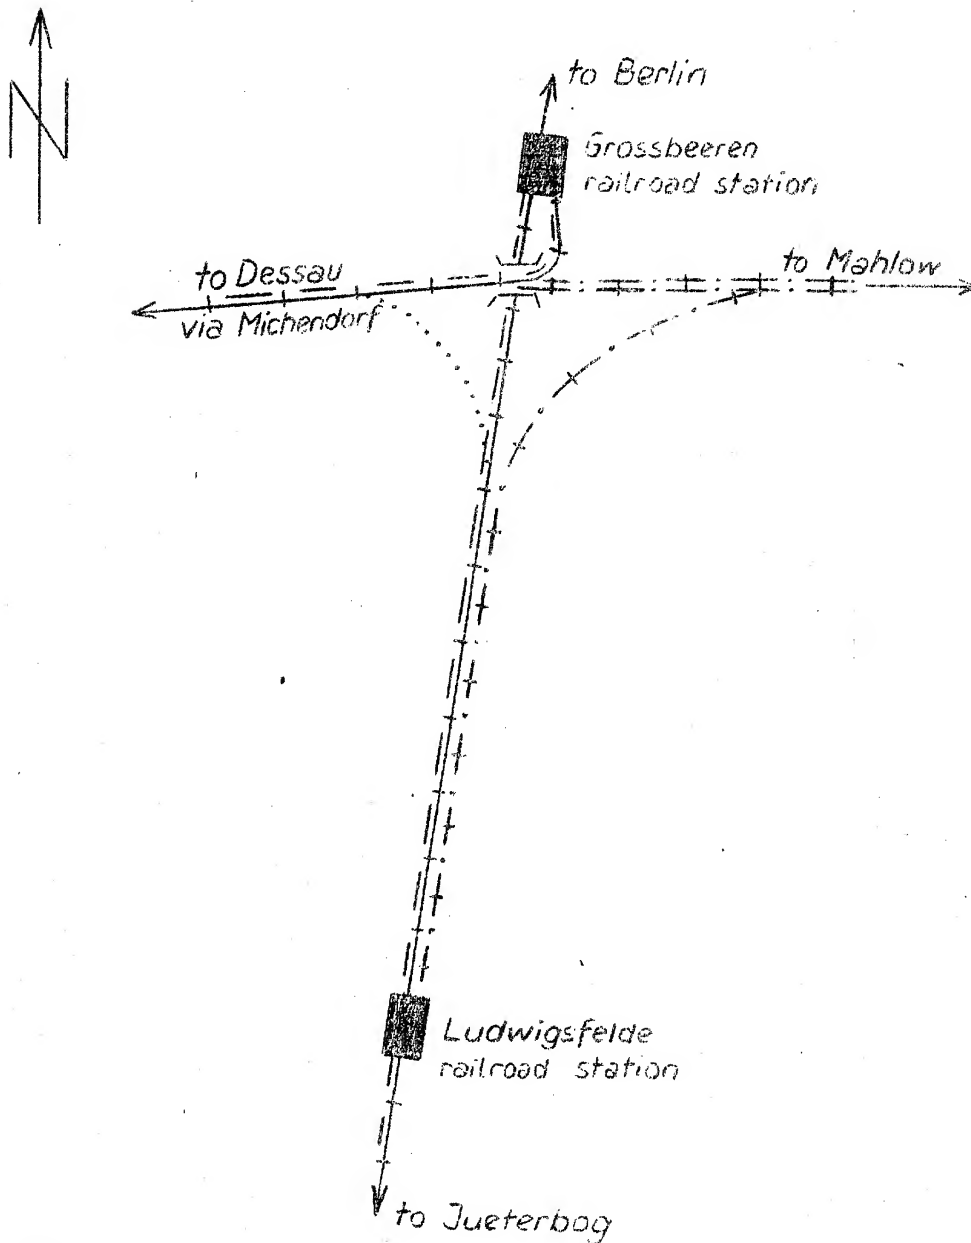 N
to Berlin
Grossbeeren
railroad station
to Dessau
via Michendorf
to Mahlow
Ludwigsfelde
railroad station
to Jueterbog